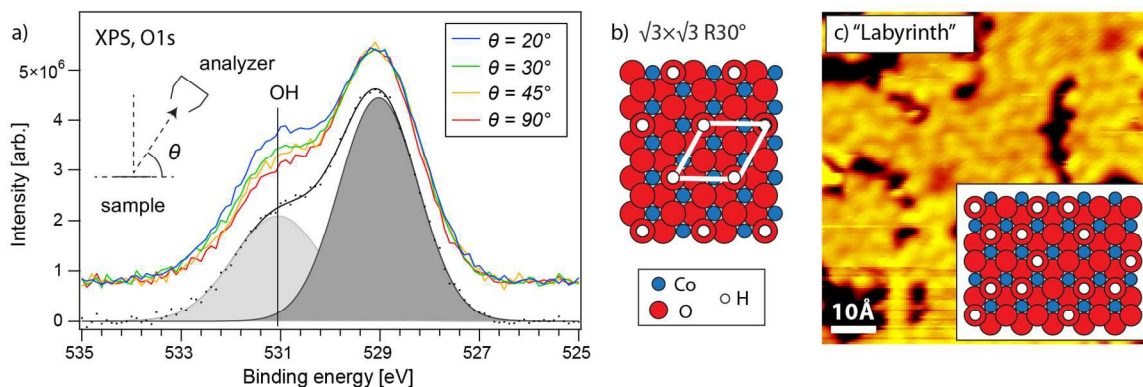 a)
XPS, O1s
5×10⁶
4
3
2
1
0
Intensity [arb.]
analyzer
θ
sample
OH
θ = 20°
θ = 30°
θ = 45°
θ = 90°
535
533
531
529
527
525
Binding energy [eV]
b) √3×√3 R30°
Co
O
H
c) "Labyrinth"
10Å